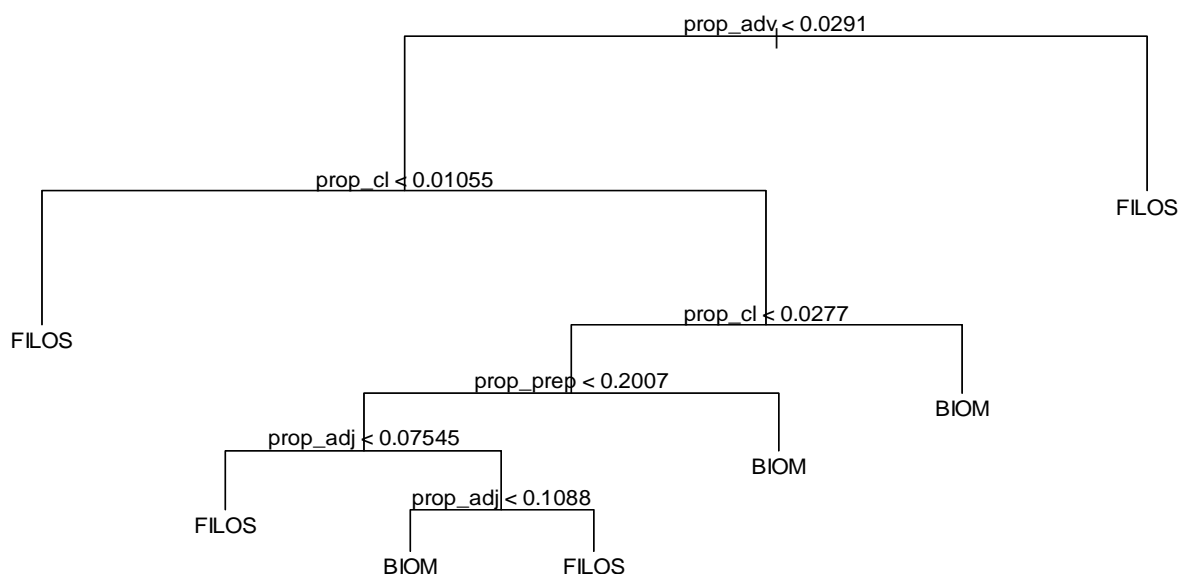 prop_adv < 0.0291
prop_cl < 0.01055
FILOS
prop_cl < 0.0277
FILOS
prop_prep < 0.2007
BIOM
prop_adj < 0.07545
BIOM
prop_adj < 0.1088
FILOS
BIOM
FILOS